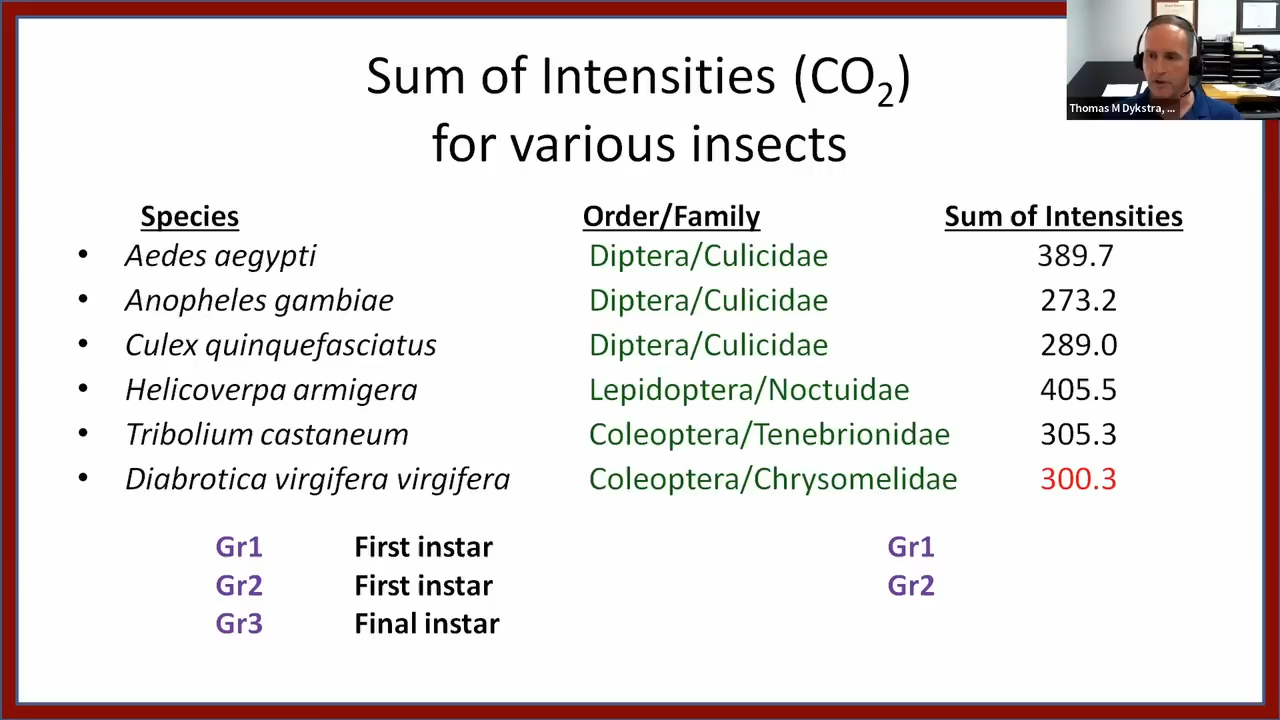 Sum of Intensities (CO₂)
for various insects
Thomas M Dykstra, ...
Species Order/Family Sum of Intensities
• Aedes aegypti Diptera/Culicidae 389.7
• Anopheles gambiae Diptera/Culicidae 273.2
• Culex quinquefasciatus Diptera/Culicidae 289.0
• Helicoverpa armigera Lepidoptera/Noctuidae 405.5
• Tribolium castaneum Coleoptera/Tenebrionidae 305.3
• Diabrotica virgifera virgifera Coleoptera/Chrysomelidae 300.3
Gr1 First instar Gr1
Gr2 First instar Gr2
Gr3 Final instar